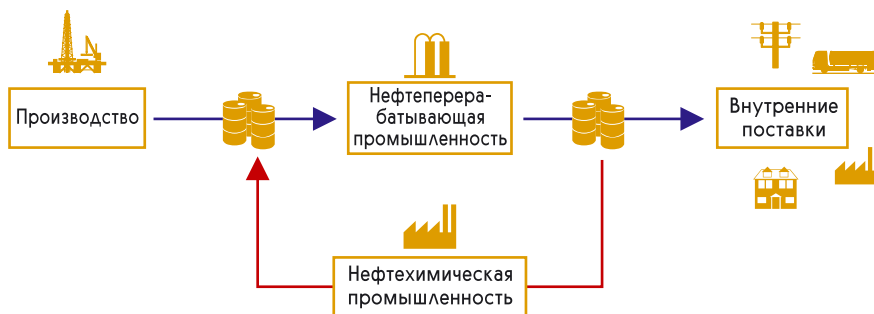 Производство
Нефтеперера-
батывающая
промышленность
Внутренние
поставки
Нефтехимическая
промышленность